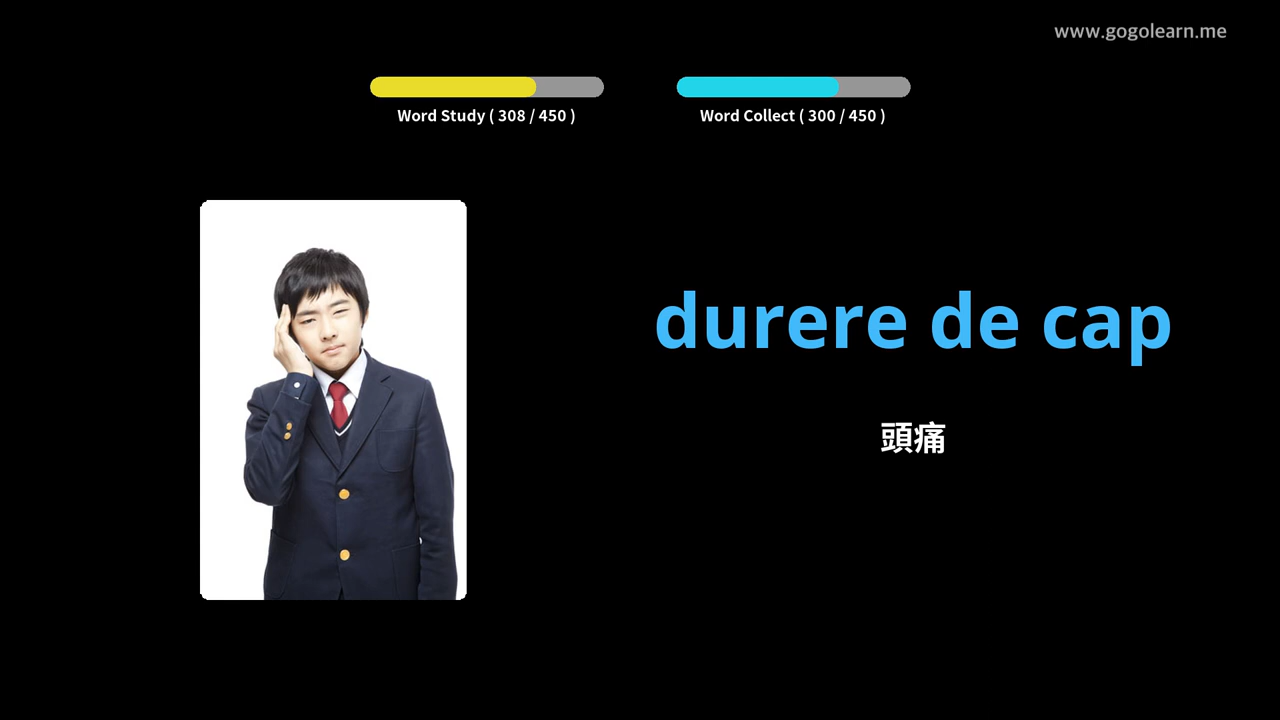 www.gogolearn.me
Word Study ( 308 / 450 )
Word Collect ( 300 / 450 )
durere de cap
頭痛